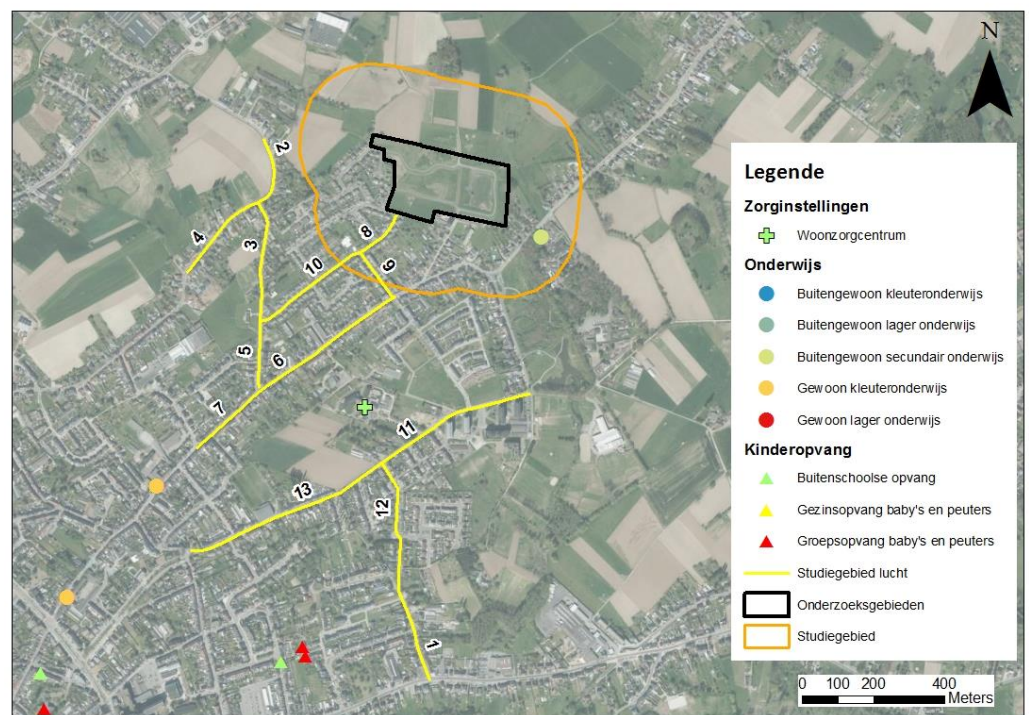 N
2
3
4
8
9
10
5
6
7
11
13
12
1
Legende
Zorginstellingen
Woonzorgcentrum
Onderwijs
Buitengewoon kleuteronderwijs
Buitengewoon lager onderwijs
Buitengewoon secundair onderwijs
Gewoon kleuteronderwijs
Gewoon lager onderwijs
Kinderopvang
Buitenschoolse opvang
Gezinsopvang baby's en peuters
Groepsopvang baby's en peuters
Studiegebied lucht
Onderzoeksgebieden
Studiegebied
0 100 200 400
Meters